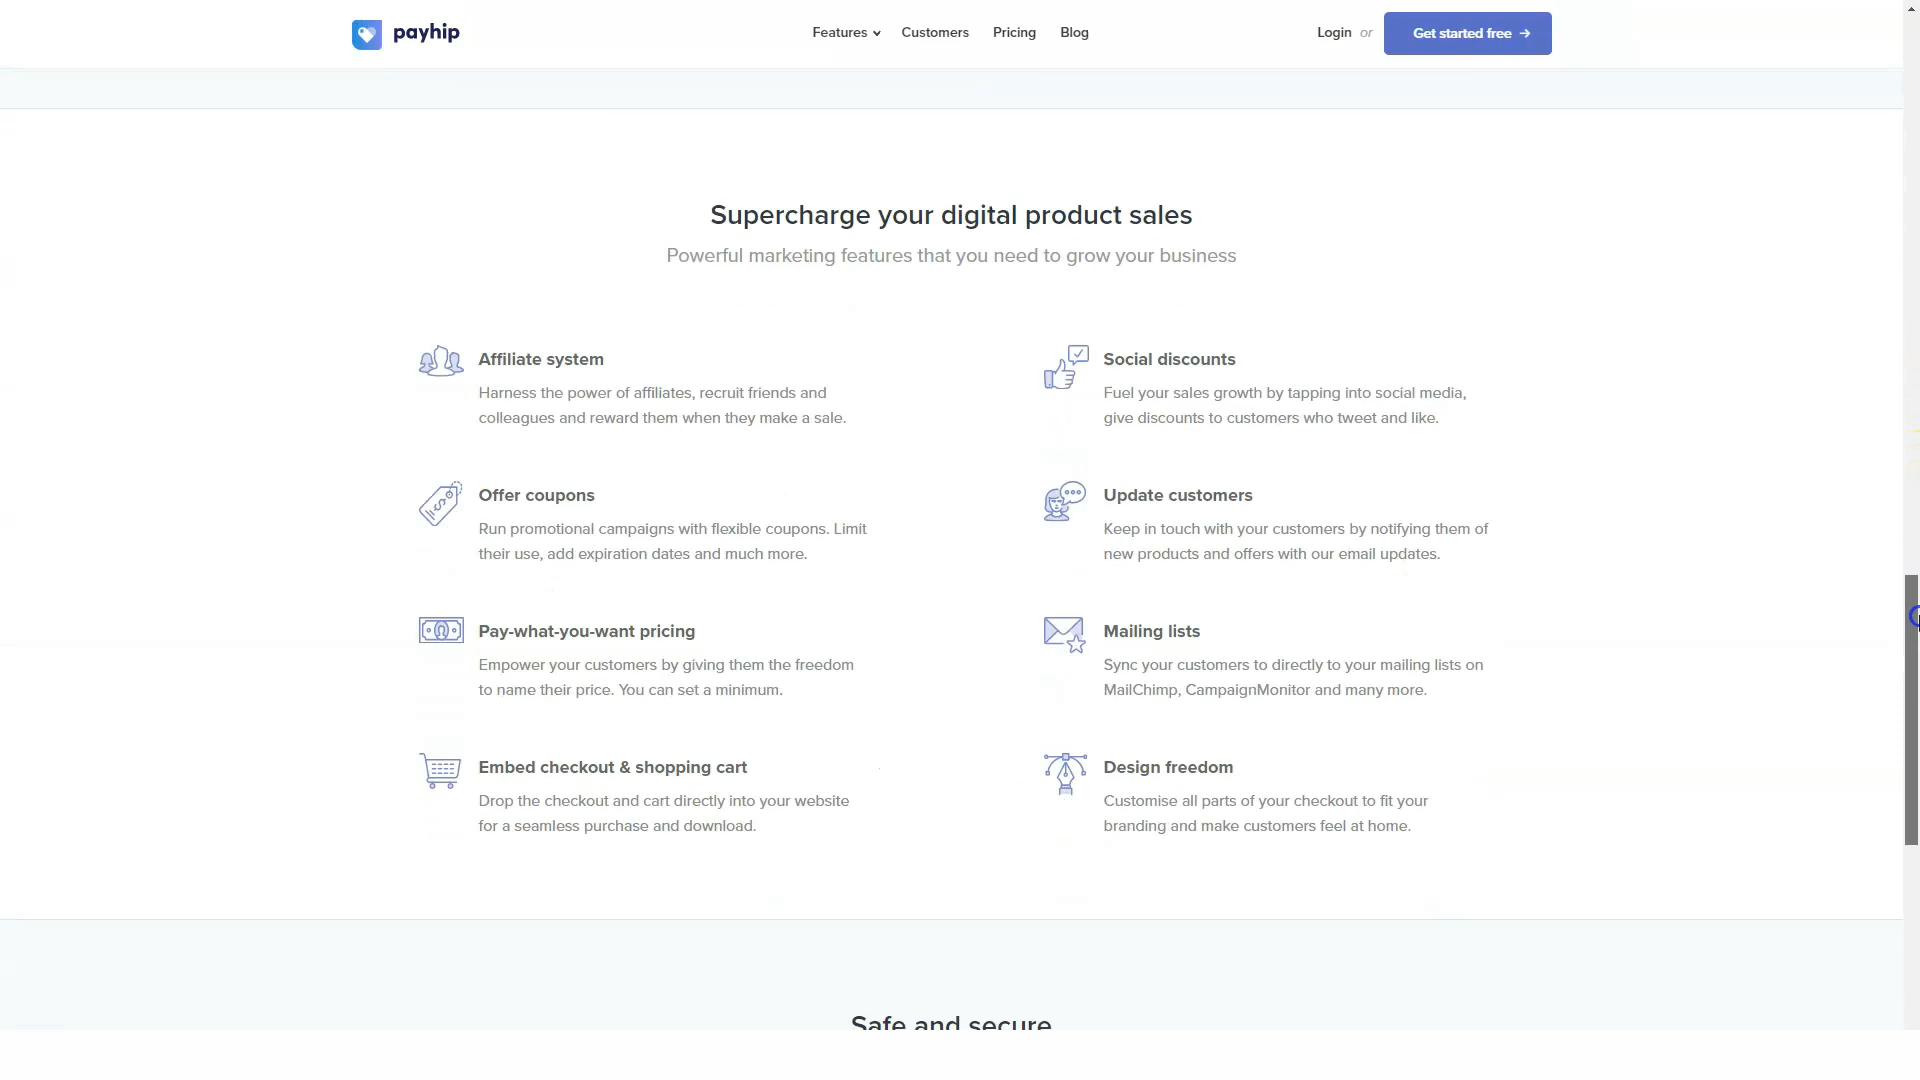 payhip
Features
Customers
Pricing
Blog
Login or
Get started free →
Supercharge your digital product sales
Powerful marketing features that you need to grow your business
Affiliate system
Harness the power of affiliates, recruit friends and
colleagues and reward them when they make a sale.
Social discounts
Fuel your sales growth by tapping into social media,
give discounts to customers who tweet and like.
Offer coupons
Run promotional campaigns with flexible coupons. Limit
their use, add expiration dates and much more.
Update customers
Keep in touch with your customers by notifying them of
new products and offers with our email updates.
Pay-what-you-want pricing
Empower your customers by giving them the freedom
to name their price. You can set a minimum.
Mailing lists
Sync your customers to directly to your mailing lists on
MailChimp, CampaignMonitor and many more.
Embed checkout & shopping cart
Drop the checkout and cart directly into your website
for a seamless purchase and download.
Design freedom
Customise all parts of your checkout to fit your
branding and make customers feel at home.
Safe and secure